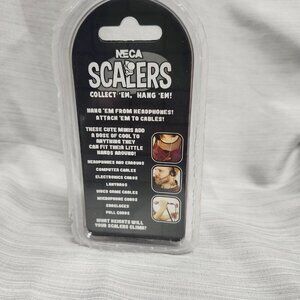 NECA
SCALERS
COLLECT 'EM, HANG 'EM!
HANG 'EM FROM HEADPHONES!
ATTACH 'EM TO CABLES!
THESE CUTE MINIS ADD
A DOSE OF COOL TO
ANYTHING THEY
CAN FIT THEIR LITTLE
HANDS AROUND!
HEADPHONES AND EARBUDS
COMPUTER CABLES
ELECTRONICS CORDS
LANYARDS
VIDEO GAME CABLES
MICROPHONE CORDS
SHOELACES
PULL CORDS
WHAT HEIGHTS WILL
YOUR SCALERS CLIMB?